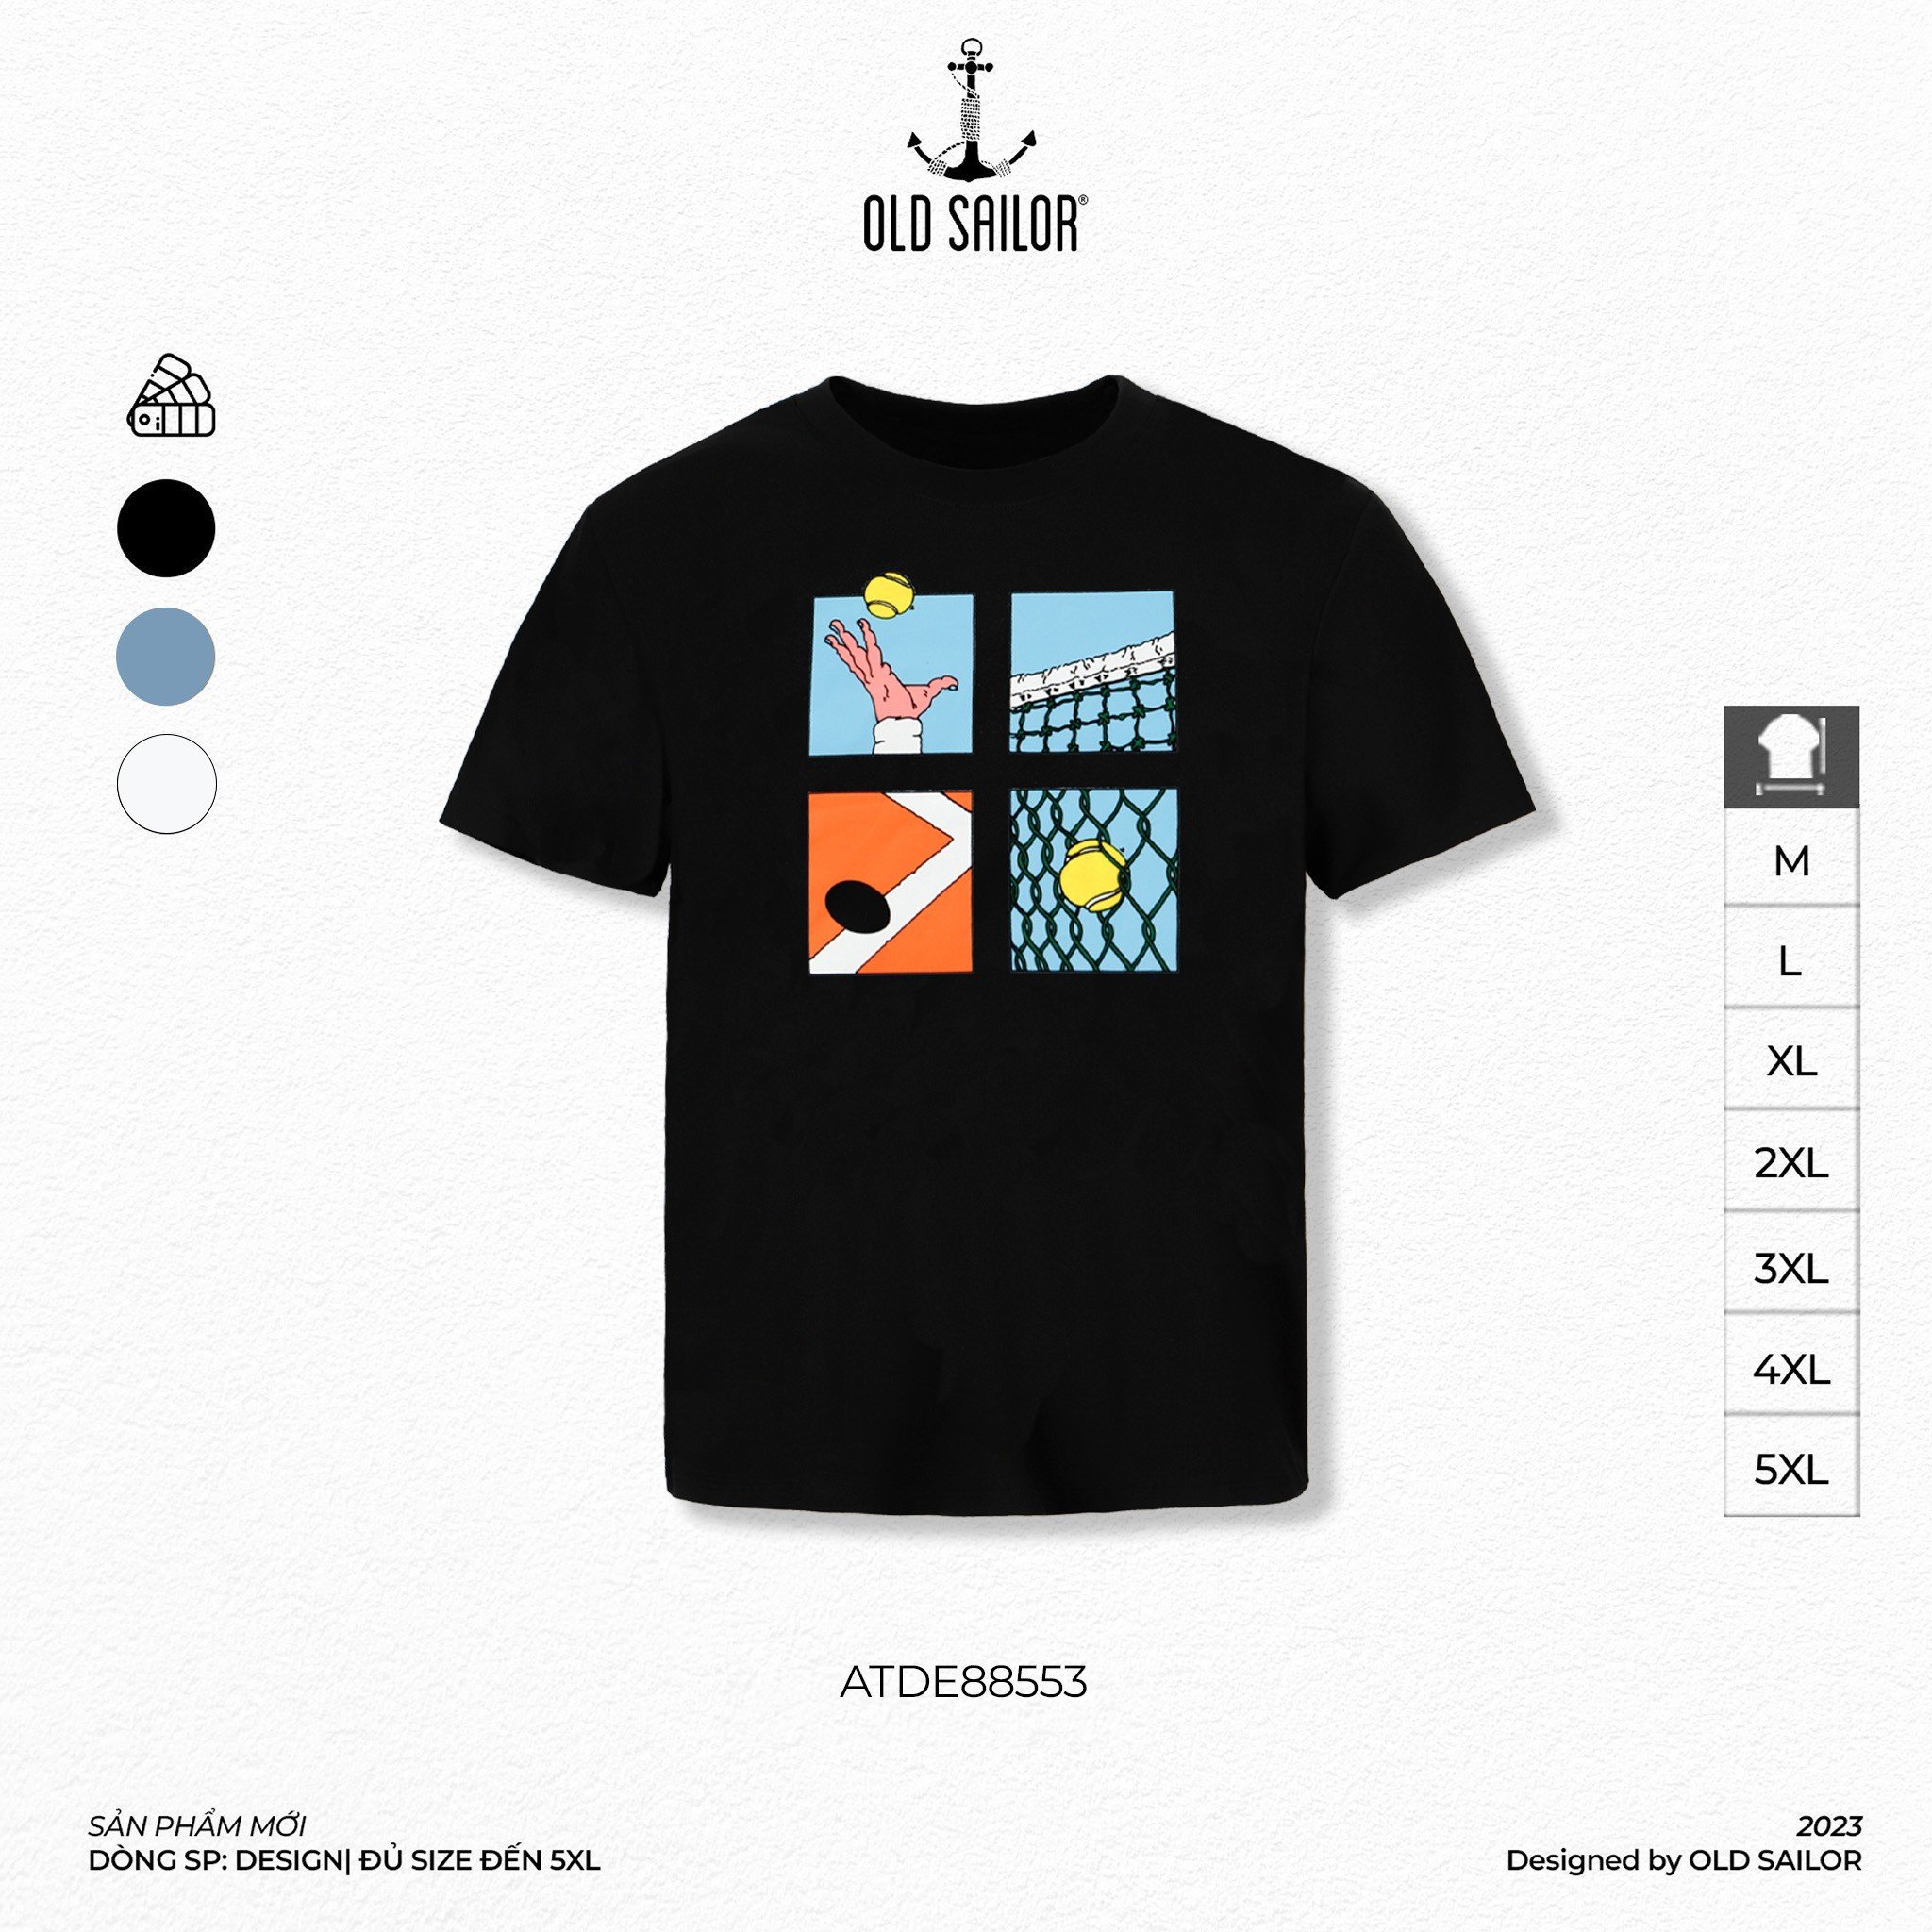 OLD SAILOR®
M
L
XL
2XL
3XL
4XL
5XL
ATDE88553
SẢN PHẨM MỚI
DÒNG SP: DESIGN| ĐỦ SIZE ĐẾN 5XL
2023
Designed by OLD SAILOR